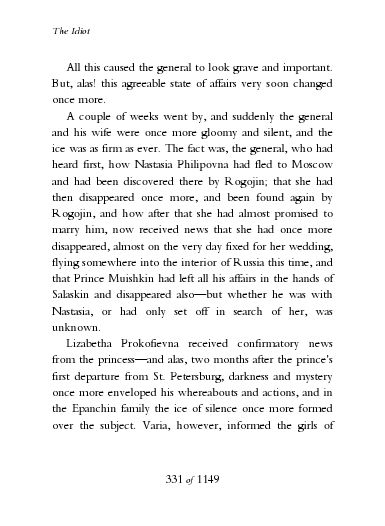 The Idiot
All this caused the general to look grave and important.
But, alas! this agreeable state of affairs very soon changed
once more.
A couple of weeks went by, and suddenly the general
and his wife were once more gloomy and silent, and the
ice was as firm as ever. The fact was, the general, who had
heard first, how Nastasia Philipovna had fled to Moscow
and had been discovered there by Rogojin; that she had
then disappeared once more, and been found again by
Rogojin, and how after that she had almost promised to
marry him, now received news that she had once more
disappeared, almost on the very day fixed for her wedding,
flying somewhere into the interior of Russia this time, and
that Prince Muishkin had left all his affairs in the hands of
Salaskin and disappeared also—but whether he was with
Nastasia, or had only set off in search of her, was
unknown.
Lizabetha Prokofievna received confirmatory news
from the princess—and alas, two months after the prince's
first departure from St. Petersburg, darkness and mystery
once more enveloped his whereabouts and actions, and in
the Epanchin family the ice of silence once more formed
over the subject. Varia, however, informed the girls of
331 of 1149